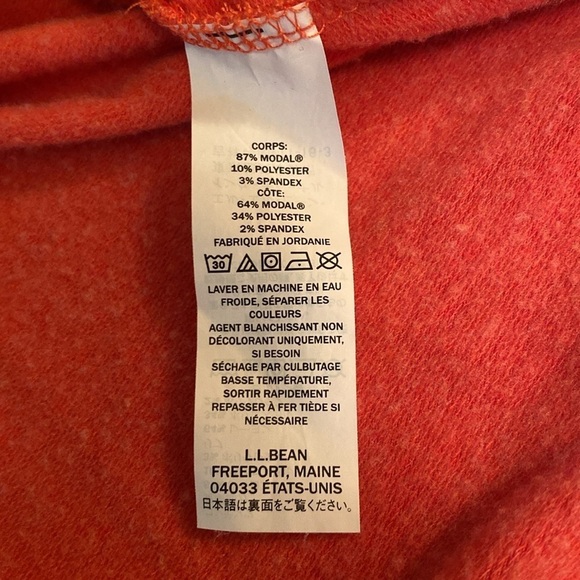 CORPS:
87% MODAL®
10% POLYESTER
3% SPANDEX
CÔTE:
64% MODAL®
34% POLYESTER
2% SPANDEX
FABRIQUÉ EN JORDANIE
30
LAVER EN MACHINE EN EAU
FROIDE, SÉPARER LES
COULEURS
AGENT BLANCHISSANT NON
DÉCOLORANT UNIQUEMENT,
SI BESOIN
SÉCHAGE PAR CULBUTAGE
BASSE TEMPÉRATURE,
SORTIR RAPIDEMENT
REPASSER À FER TIÈDE SI
NÉCESSAIRE
L.L.BEAN
FREEPORT, MAINE
04033 ÉTATS-UNIS
日本語は裏面をご覧ください。